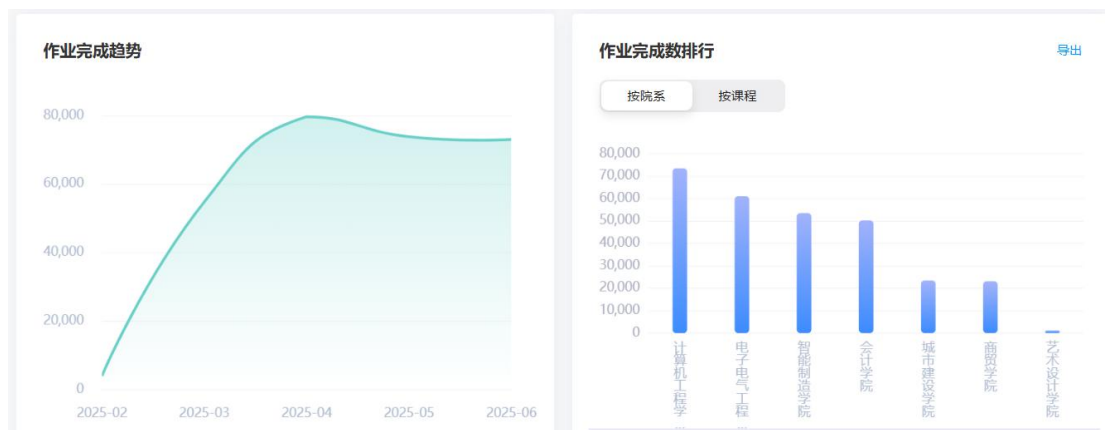 作业完成趋势
80,000
60,000
40,000
20,000
0
2025-02
2025-03
2025-04
2025-05
2025-06
作业完成数排行
导出
按院系
按课程
80,000
70,000
60,000
50,000
40,000
30,000
20,000
10,000
0
计算机工程学
电子电气工程
智能制造学院
会计学院
城市建设学院
商贸学院
艺术设计学院